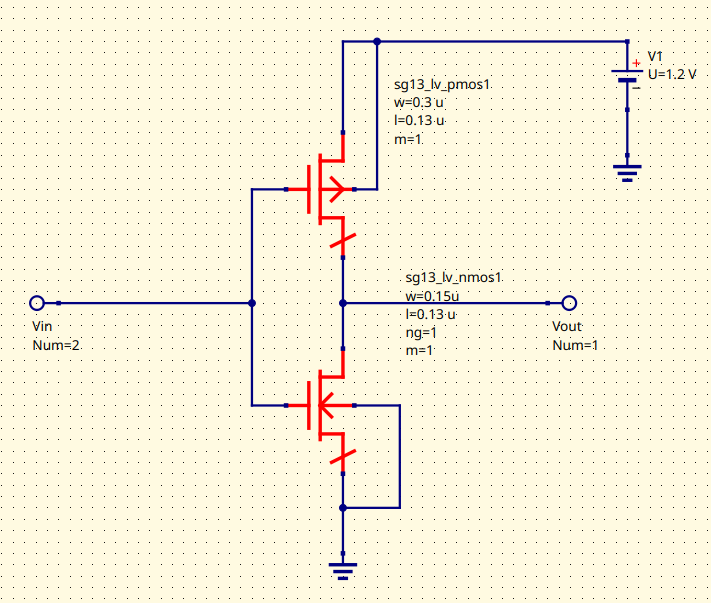 V1
U=1.2 V
sg13_lv_pmos1
w=0.3 u
l=0.13 u
m=1
sg13_lv_nmos1
w=0.15u
l=0.13 u
ng=1
m=1
Vin
Num=2
Vout
Num=1